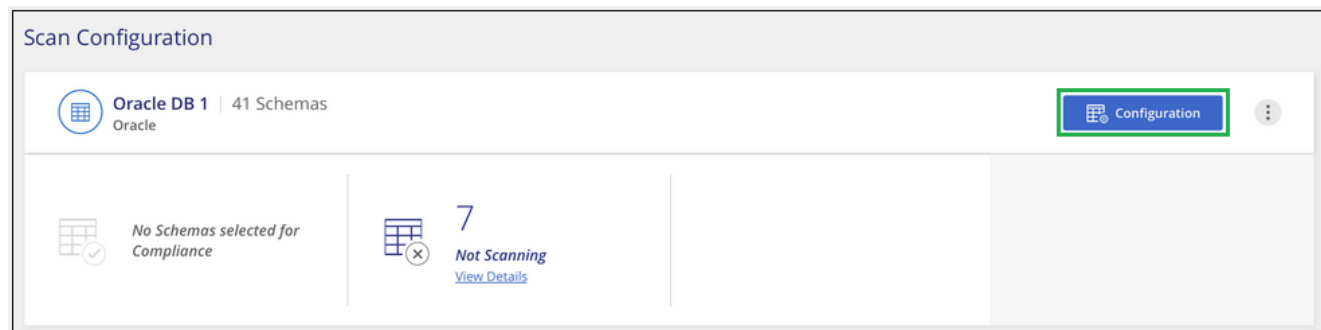 Scan Configuration
Oracle DB 1 | 41 Schemas
Oracle
Configuration
No Schemas selected for
Compliance
7
Not Scanning
View Details